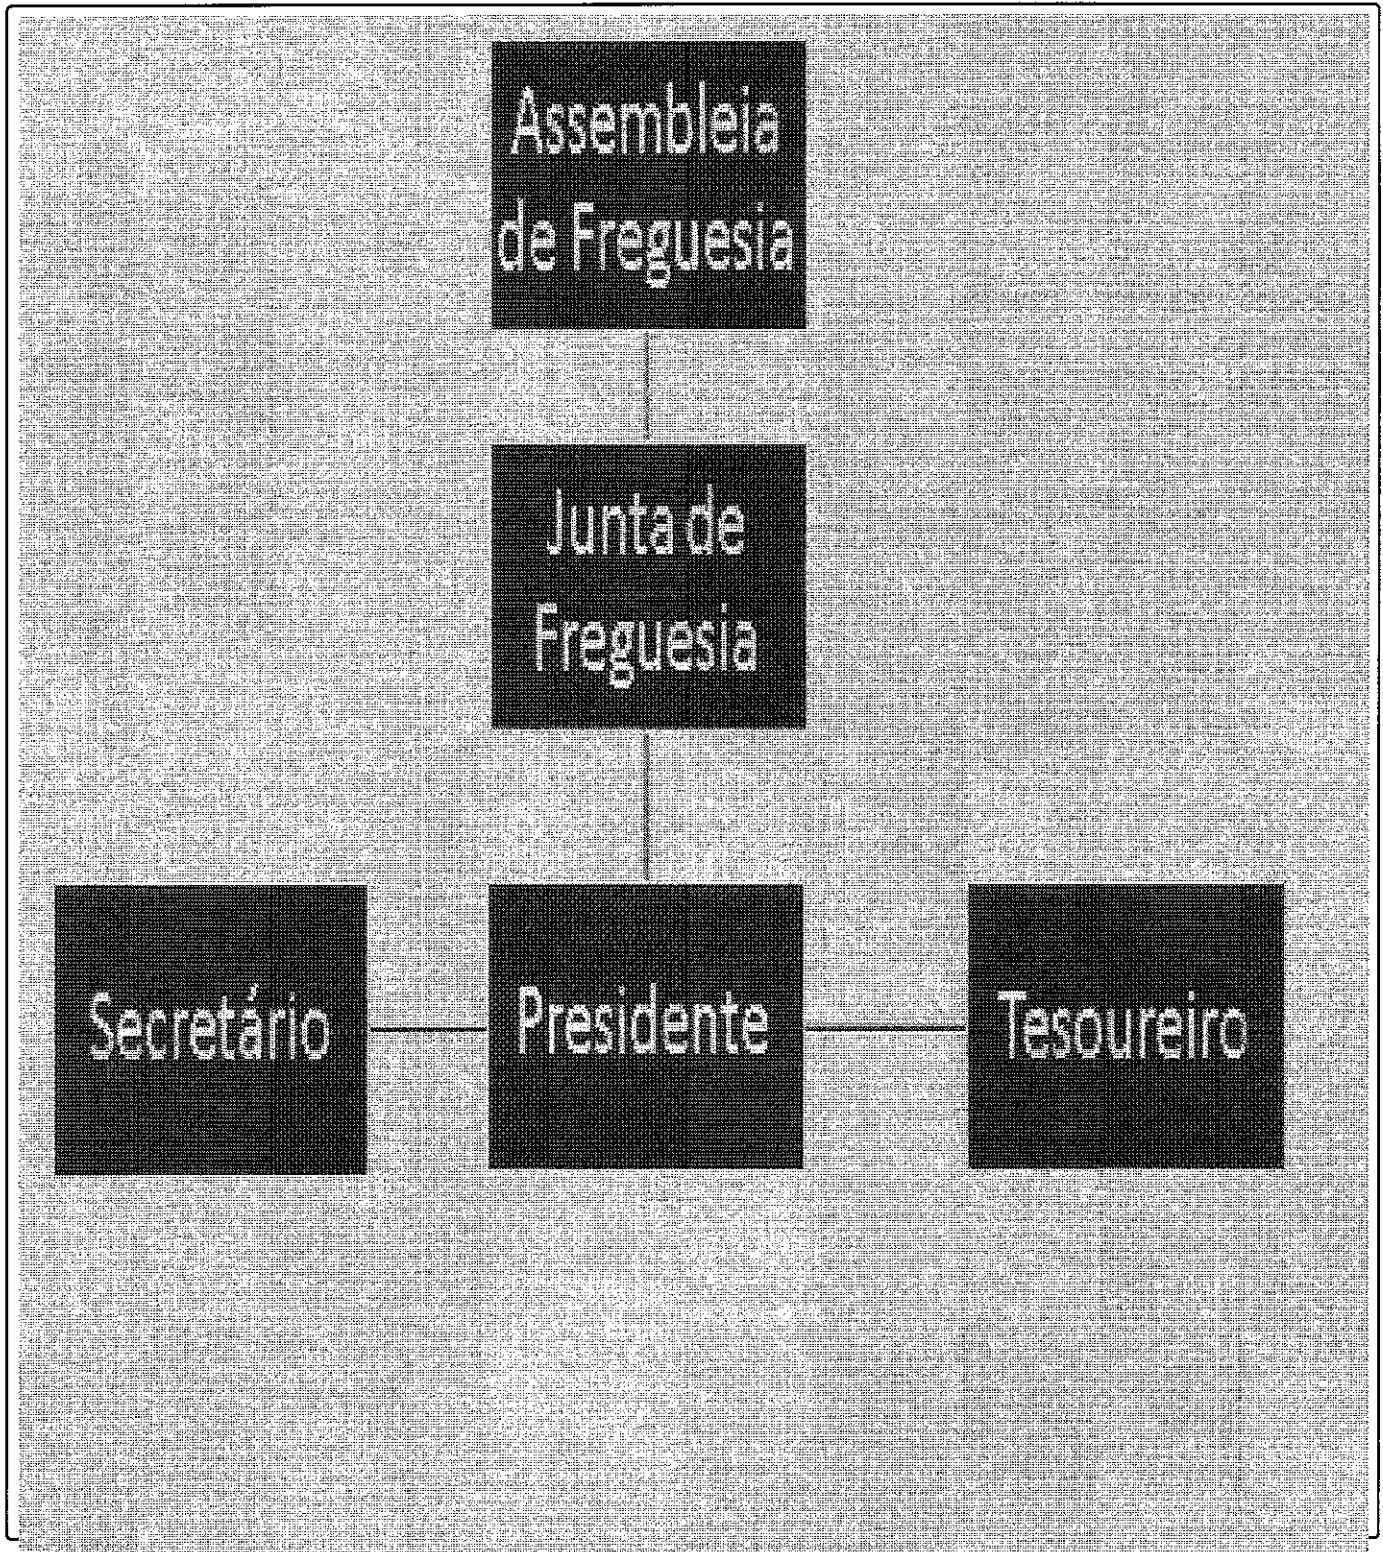 Assembleia
de Freguesia
Junta de
Freguesia
Secretário
Presidente
Tesoureiro